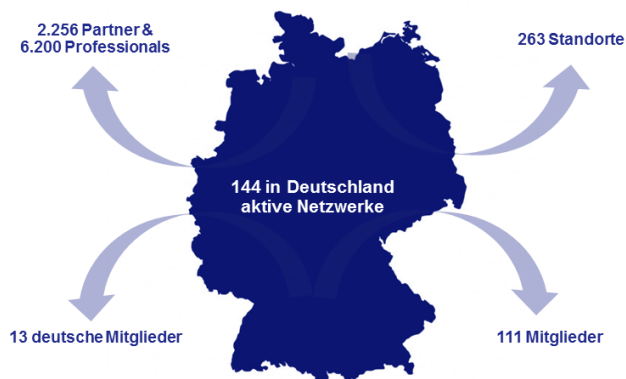 2.256 Partner &
6.200 Professionals
263 Standorte
144 in Deutschland
aktive Netzwerke
13 deutsche Mitglieder
111 Mitglieder